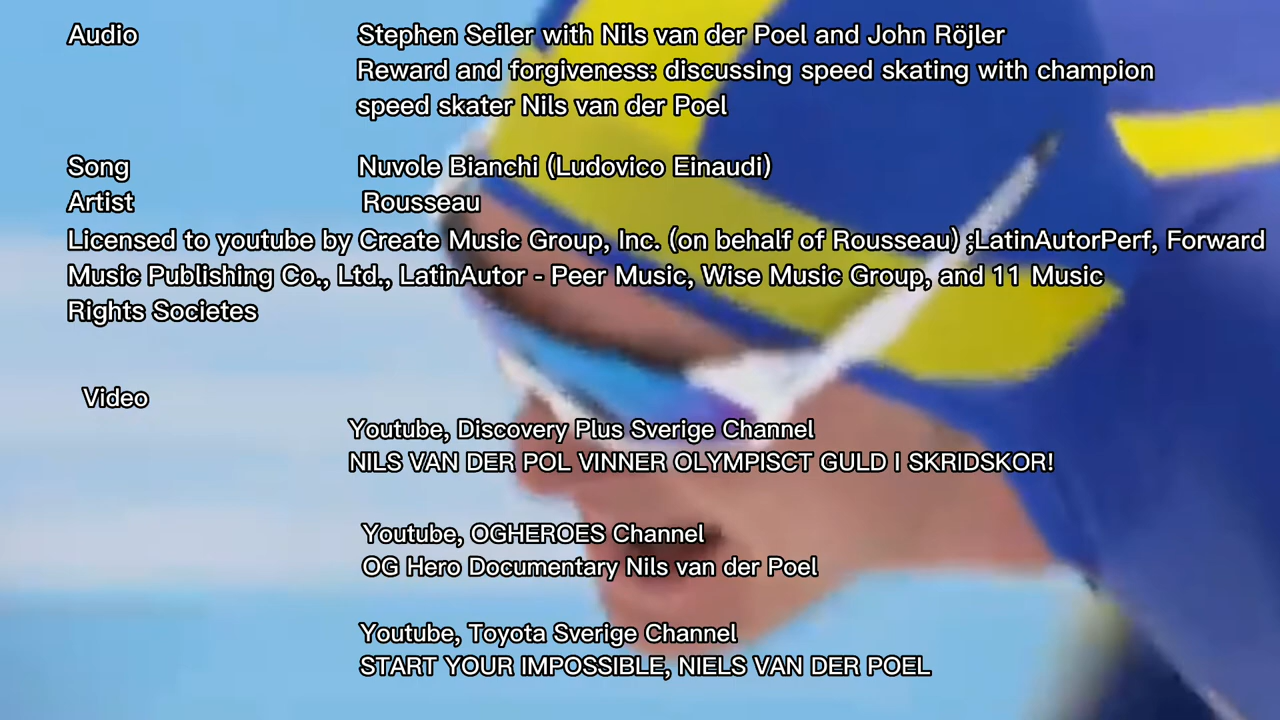 Audio Stephen Seiler with Nils van der Poel and John Röjler
Reward and forgiveness: discussing speed skating with champion
speed skater Nils van der Poel
Song Nuvole Bianchi (Ludovico Einaudi)
Artist Rousseau
Licensed to youtube by Create Music Group, Inc. (on behalf of Rousseau) ;LatinAutorPerf, Forward
Music Publishing Co., Ltd., LatinAutor - Peer Music, Wise Music Group, and 11 Music
Rights Societes
Video
Youtube, Discovery Plus Sverige Channel
NILS VAN DER POL VINNER OLYMPISCT GULD I SKRIDSKOR!
Youtube, OGHEROES Channel
OG Hero Documentary Nils van der Poel
Youtube, Toyota Sverige Channel
START YOUR IMPOSSIBLE, NIELS VAN DER POEL